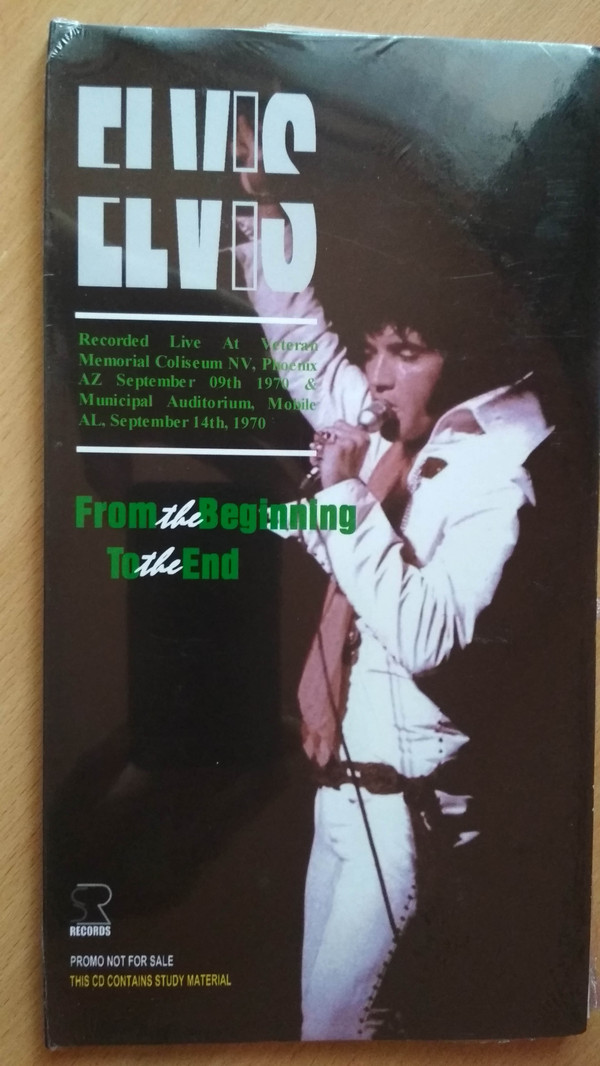 ELVIS
ELVIS
Recorded Live At Veteran
Memorial Coliseum NV, Phoenix
AZ September 09th 1970 &
Municipal Auditorium, Mobile
AL, September 14th, 1970
From the Beginning
To the End
SR
RECORDS
PROMO NOT FOR SALE
THIS CD CONTAINS STUDY MATERIAL